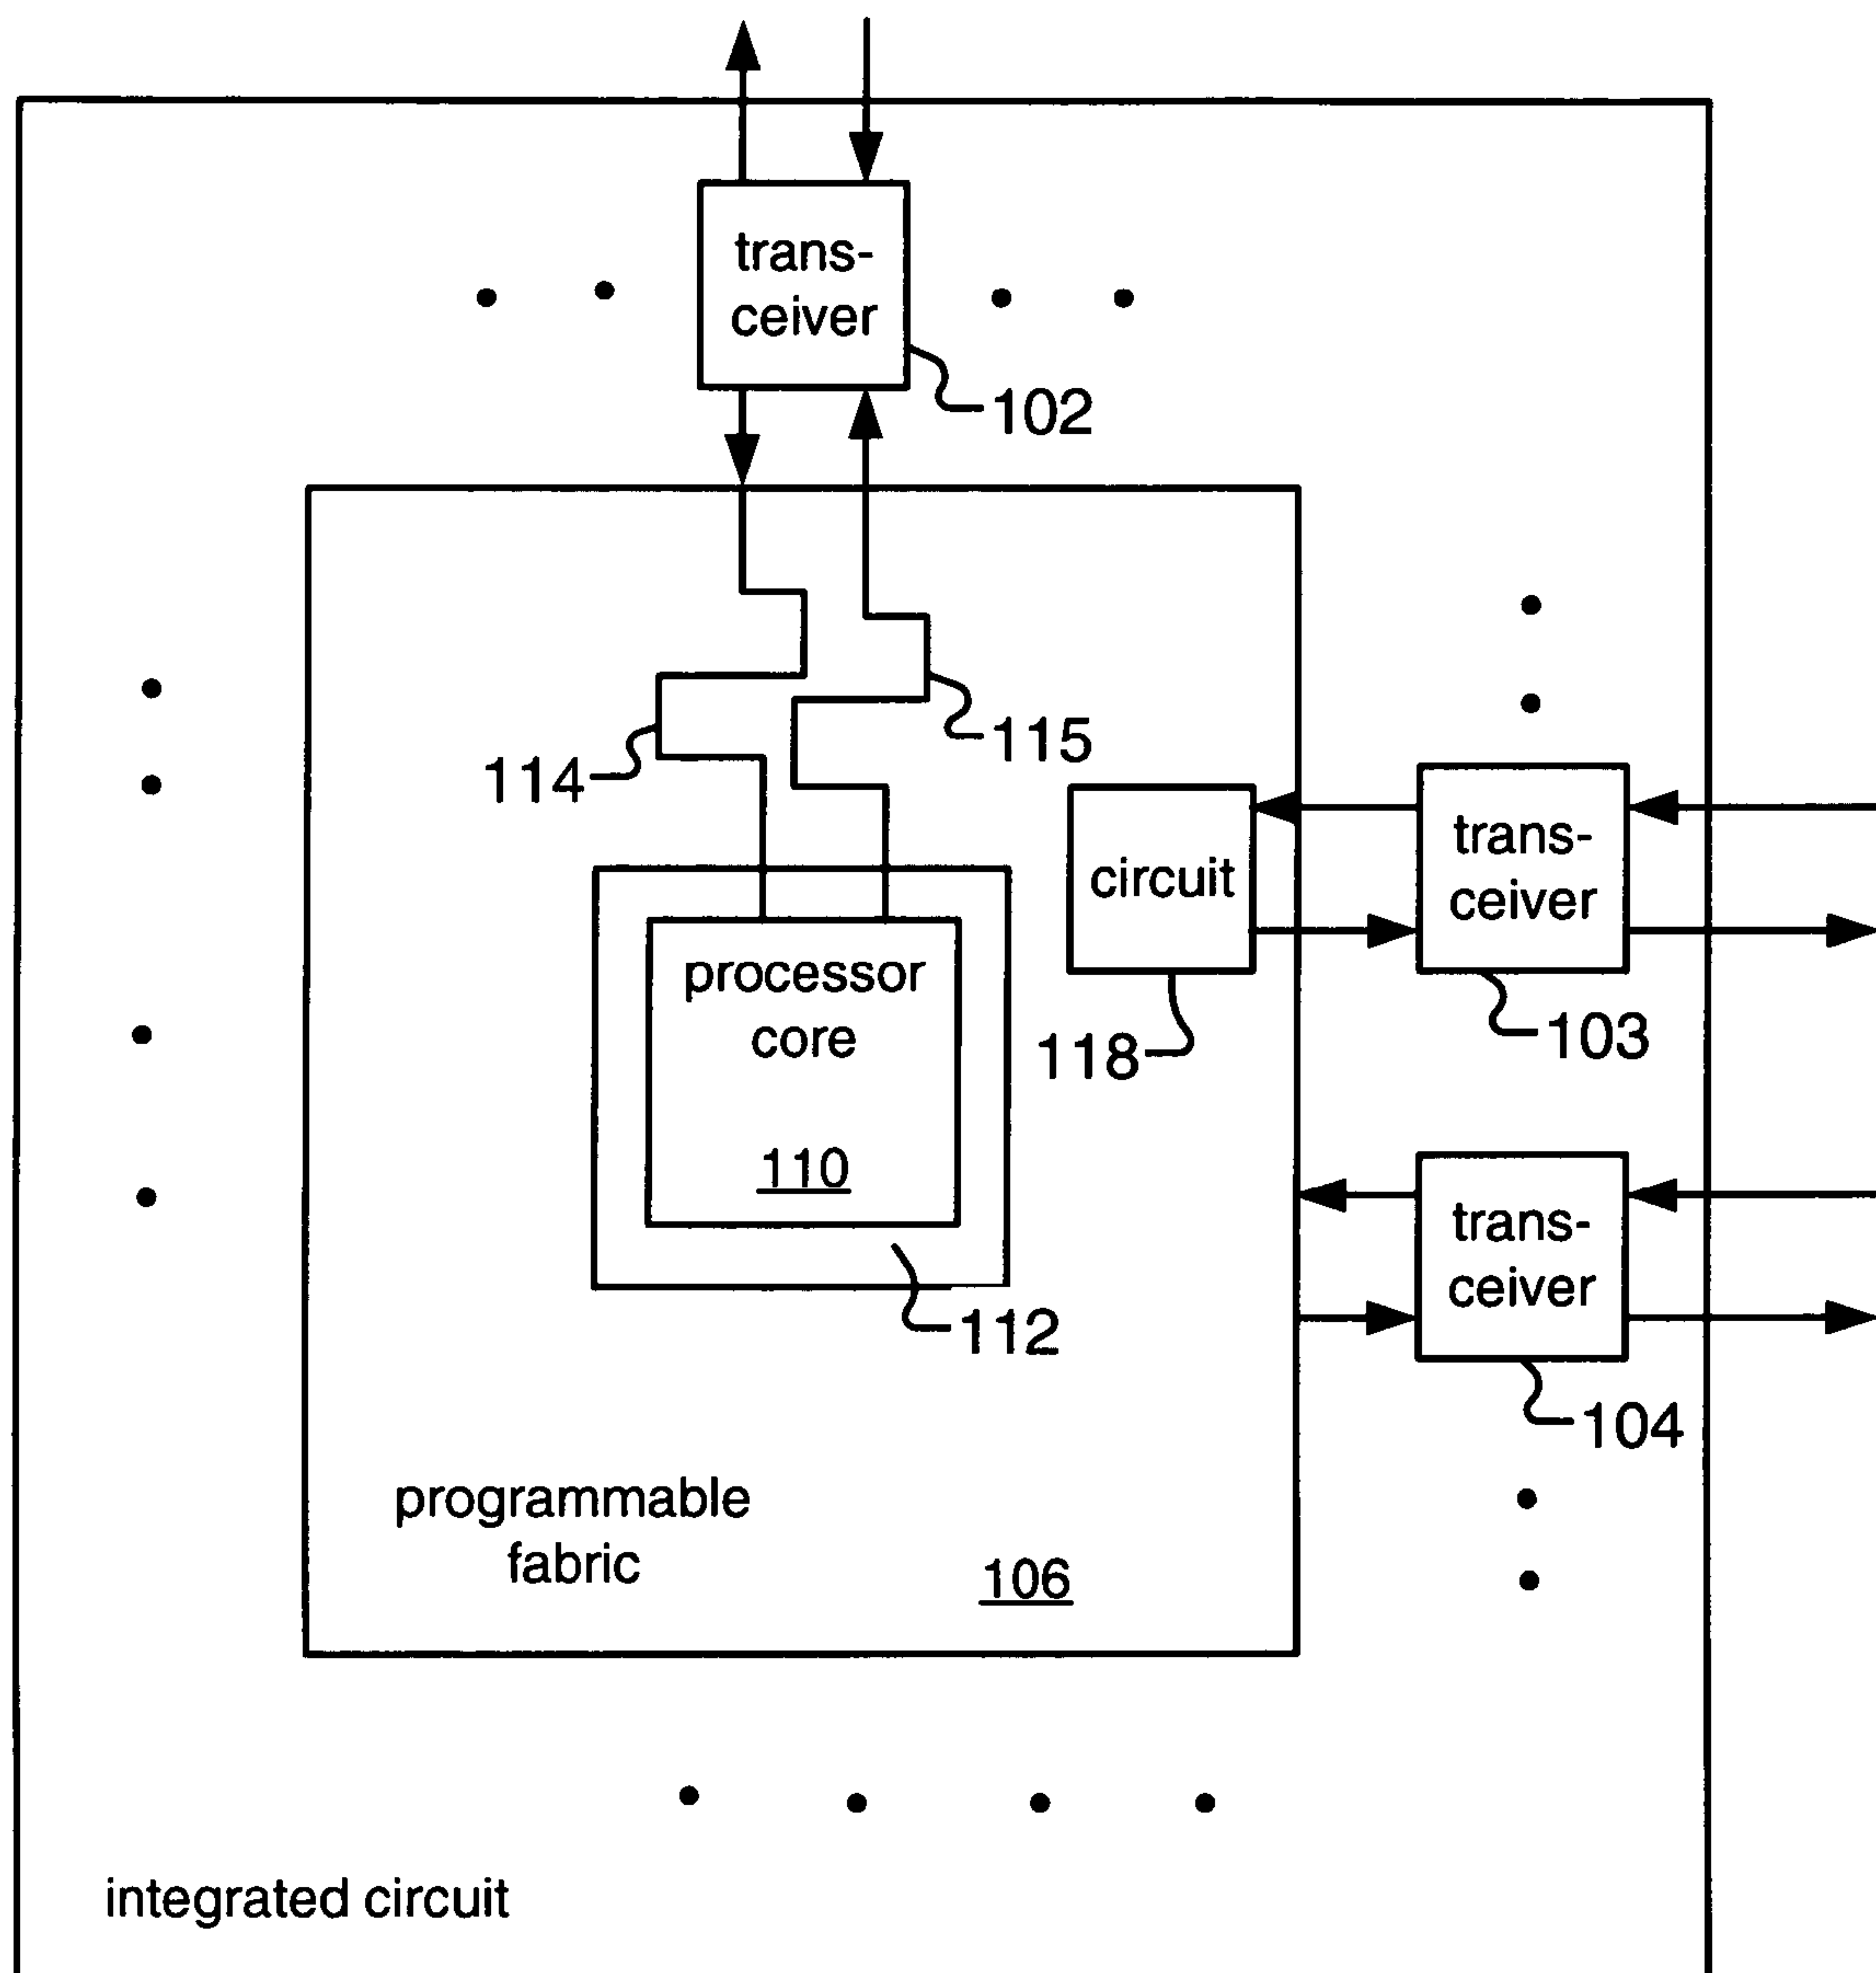 trans-
ceiver
102
114
115
circuit
trans-
ceiver
processor
core
118
103
110
trans-
ceiver
112
104
programmable
fabric
106
integrated circuit